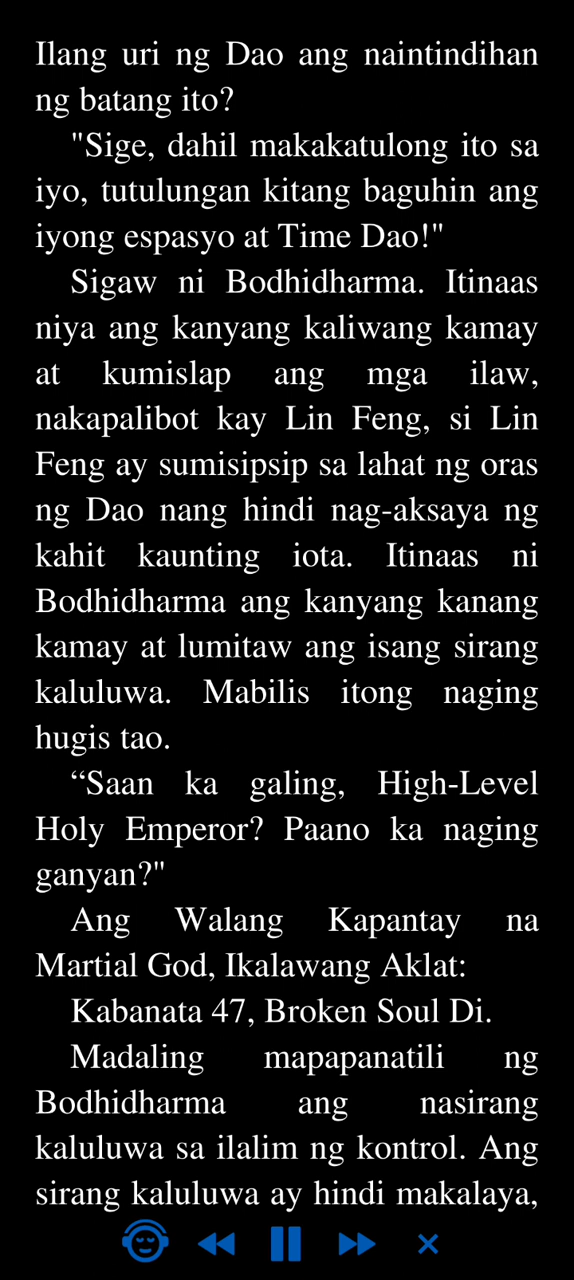 Ilang uri ng Dao ang naintindihan
ng batang ito?
"Sige, dahil makakatulong ito sa
iyo, tutulungan kitang baguhin ang
iyong espasyo at Time Dao!"
Sigaw ni Bodhidharma. Itinaas
niya ang kanyang kaliwang kamay
at kumislap ang mga ilaw,
nakapalibot kay Lin Feng, si Lin
Feng ay sumisipsip sa lahat ng oras
ng Dao nang hindi nag-aksaya ng
kahit kaunting iota. Itinaas ni
Bodhidharma ang kanyang kanang
kamay at lumitaw ang isang sirang
kaluluwa. Mabilis itong naging
hugis tao.
“Saan ka galing, High-Level
Holy Emperor? Paano ka naging
ganyan?"
Ang Walang Kapantay na
Martial God, Ikalawang Aklat:
Kabanata 47, Broken Soul Di.
Madaling mapapanatili ng
Bodhidharma ang nasirang
kaluluwa sa ilalim ng kontrol. Ang
sirang kaluluwa ay hindi makalaya,